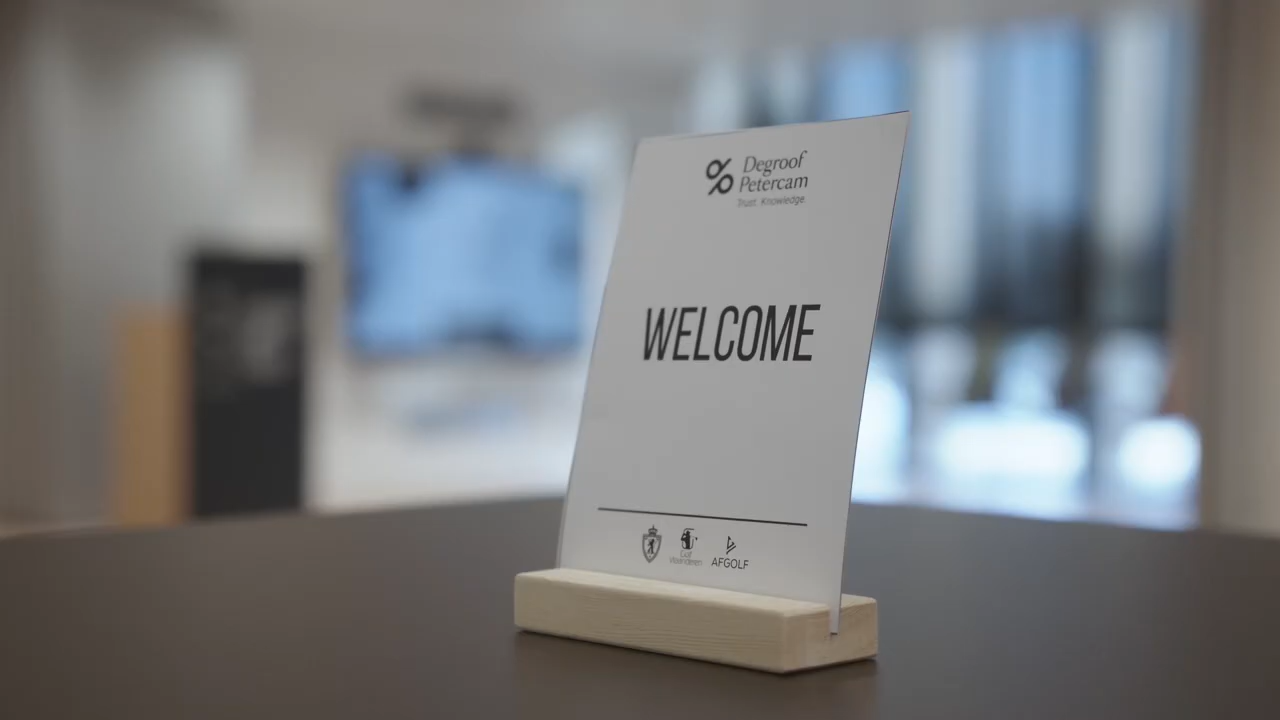 Degroof
Petercam
Trust. Knowledge.
WELCOME
Golf
Vlaanderen
AFGOLF